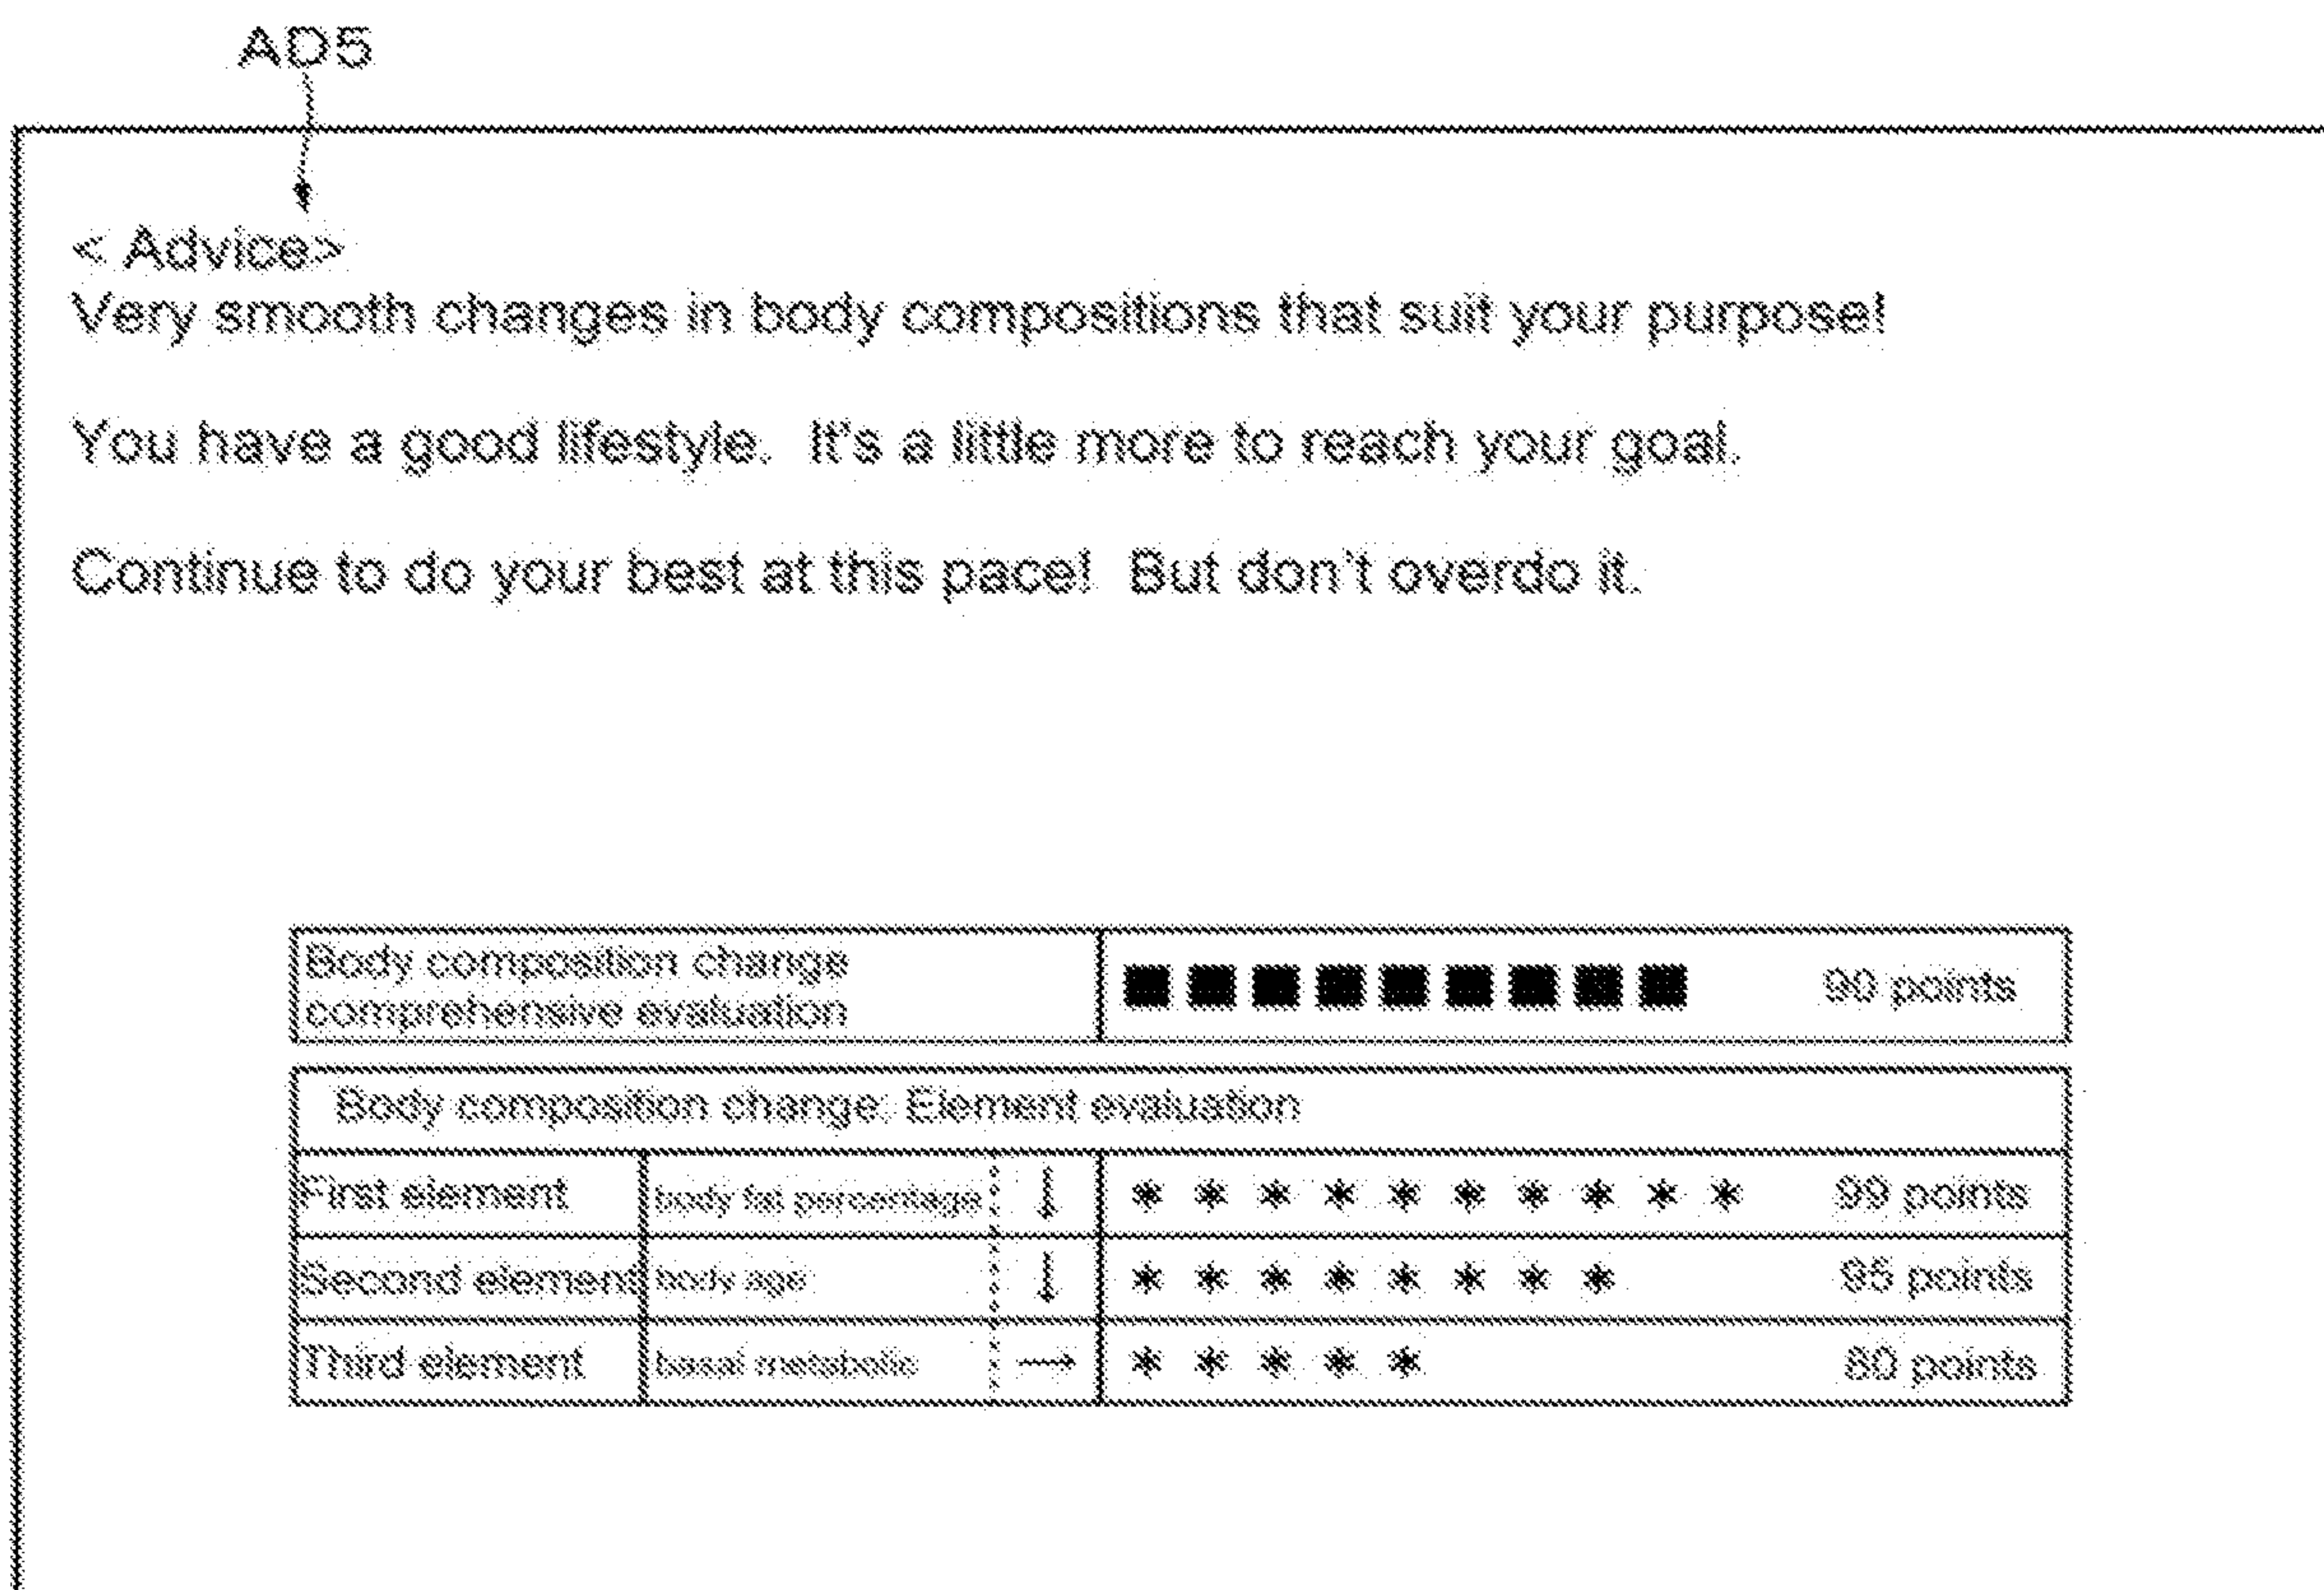 AD5
< Advice>
Very smooth changes in body compositions that suit your purpose!
You have a good lifestyle.  It's a little more to reach your goal.
Continue to do your best at this pace!  But don't overdo it.
Body composition change
comprehensive evaluation
■ ■ ■ ■ ■ ■ ■ ■ ■ 90 points
Body composition change: Element evaluation
First element body fat percentage ↓ * * * * * * * * * * 99 points
Second element body age ↓ * * * * * * * * 95 points
Third element basal metabolic → * * * * * 80 points